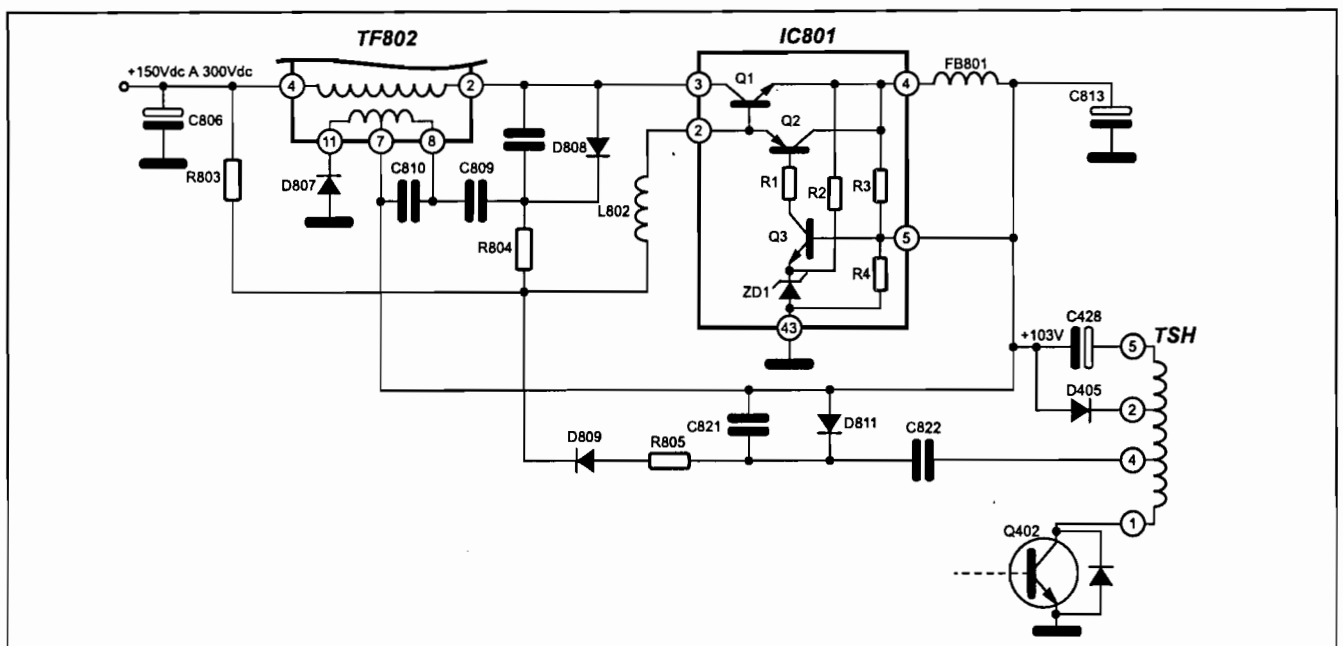 TF802
IC801
+150Vdc A 300Vdc
4
2
3
Q1
4
FB801
C806
C813
2
Q2
11
7
8
D808
R803
D807
C810
C809
L802
R1
R2
R3
Q3
5
R804
R4
ZD1
43
C428
TSH
+103V
5
D405
2
D809
R805
C821
D811
C822
4
Q402
1